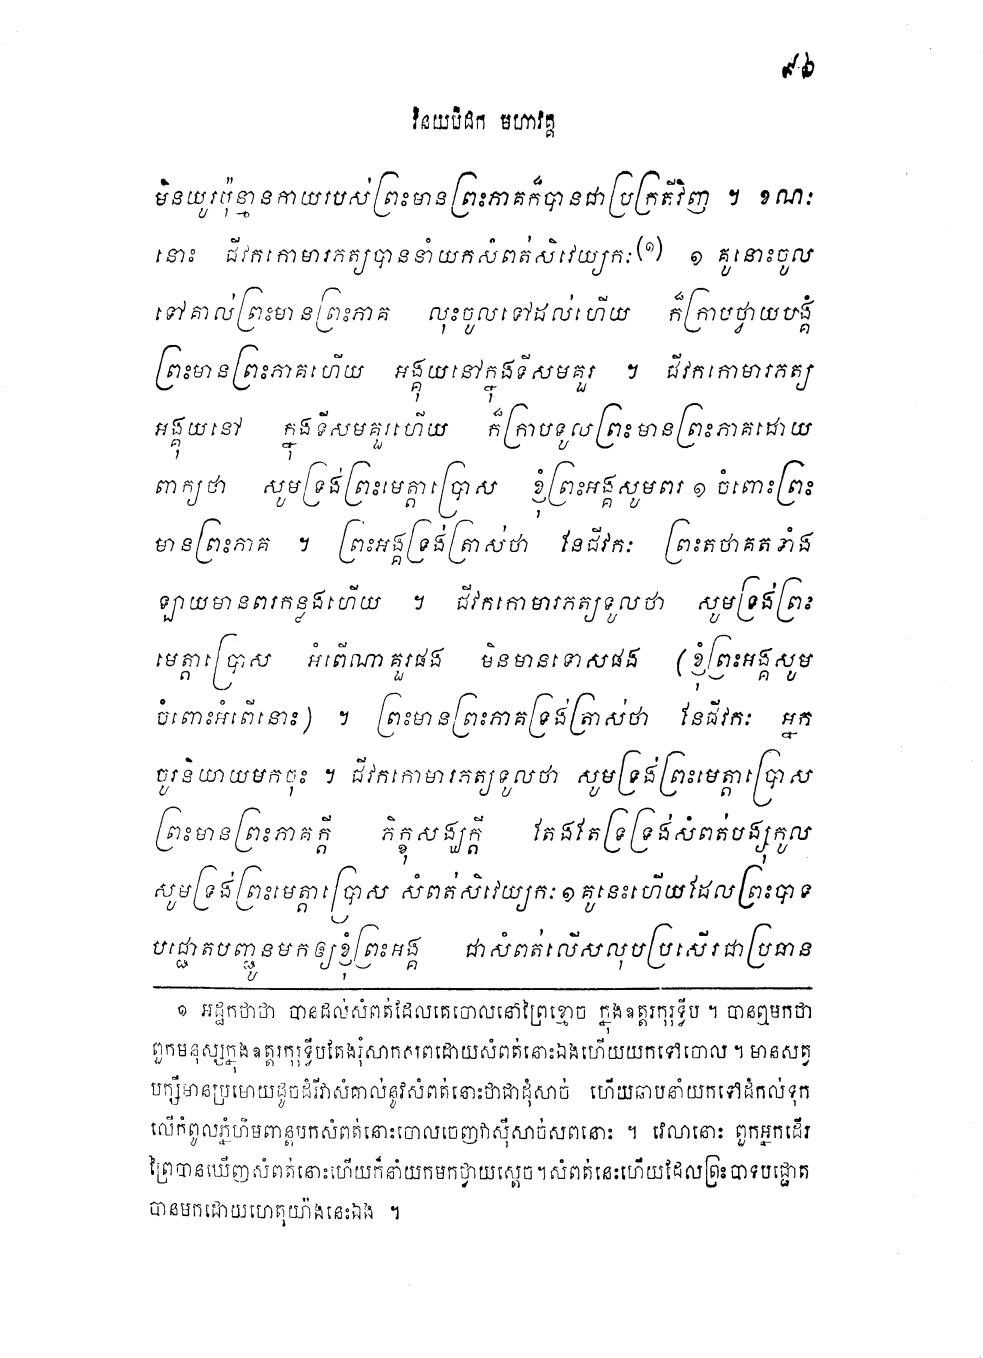 ៩៦
វិនយបិដក មហាវគ្គ
មិនយូរប៉ុន្មានកាយរបស់ព្រះមានព្រះភាគក៏បានជាប្រក្រតីវិញ ។ ខណៈ
នោះ ជីវកកោមារភត្យបាននាំយកសំពត់សិវេយ្យកៈ(១) ១ គូនោះចូល
ទៅគាល់ព្រះមានព្រះភាគ លុះចូលទៅដល់ហើយ ក៏ក្រាបថ្វាយបង្គំ
ព្រះមានព្រះភាគហើយ អង្គុយនៅក្នុងទីសមគួរ ។ ជីវកកោមារភត្យ
អង្គុយនៅ ក្នុងទីសមគួរហើយ ក៏ក្រាបទូលព្រះមានព្រះភាគដោយ
ពាក្យថា សូមទ្រង់ព្រះមេត្តាប្រោស ខ្ញុំព្រះអង្គសូមពរ ១ ចំពោះព្រះ
មានព្រះភាគ ។ ព្រះអង្គទ្រង់ត្រាស់ថា នែជីវកៈ ព្រះតថាគតទាំង
ឡាយមានពរកន្លងហើយ ។ ជីវកកោមារភត្យទូលថា សូមទ្រង់ព្រះ
មេត្តាប្រោស អំពើណាគួរផង មិនមានទោសផង (ខ្ញុំព្រះអង្គសូម
ចំពោះអំពើនោះ) ។ ព្រះមានព្រះភាគទ្រង់ត្រាស់ថា នែជីវកៈ អ្នក
ចូរនិយាយមកចុះ ។ ជីវកកោមារភត្យទូលថា សូមទ្រង់ព្រះមេត្តាប្រោស
ព្រះមានព្រះភាគក្តី ភិក្ខុសង្ឃក្តី តែងតែទ្រទ្រង់សំពត់បង្សុកូល
សូមទ្រង់ព្រះមេត្តាប្រោស សំពត់សិវេយ្យកៈ ១ គូនេះហើយដែលព្រះបាទ
បជ្ជោតបញ្ជូនមកឲ្យខ្ញុំព្រះអង្គ ជាសំពត់លើសលុបប្រសើរជាប្រធាន
១ អដ្ឋកថាថា បានដល់សំពត់ដែលគេបោលនៅព្រៃខ្មោច ក្នុងឧត្តរកុរុទ្វីប ។ បានឮមកថា
ពួកមនុស្សក្នុងឧត្តរកុរុទ្វីបតែងរុំសាកសពដោយសំពត់នោះឯងហើយយកទៅបោល ។ មានសត្វ
បក្សីមានប្រមោយដូចដំរីវាសំគាល់នូវសំពត់នោះថាជាដុំសាច់ ហើយឆាបនាំយកទៅដំកល់ទុក
លើកំពូលភ្នំហិមពាន្តបកសំពត់នោះបោលចេញវាស៊ីសាច់សពនោះ ។ វេលានោះ ពួកអ្នកដើរ
ព្រៃបានឃើញសំពត់នោះហើយក៏នាំយកមកថ្វាយស្តេច។ សំពត់នេះហើយដែលព្រះបាទបជ្ជោត
បានមកដោយហេតុយ៉ាងនេះឯង ។